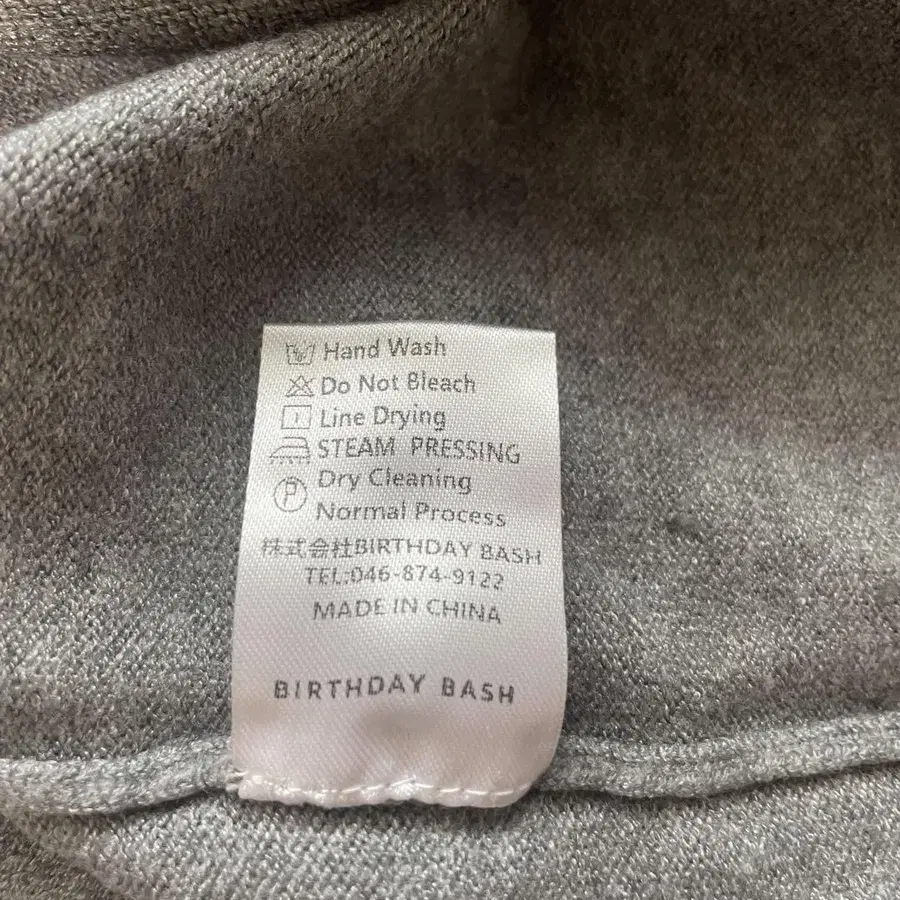 Hand Wash
Do Not Bleach
Line Drying
STEAM PRESSING
P Dry Cleaning
Normal Process
株式会社BIRTHDAY BASH
TEL:046-874-9122
MADE IN CHINA
BIRTHDAY BASH